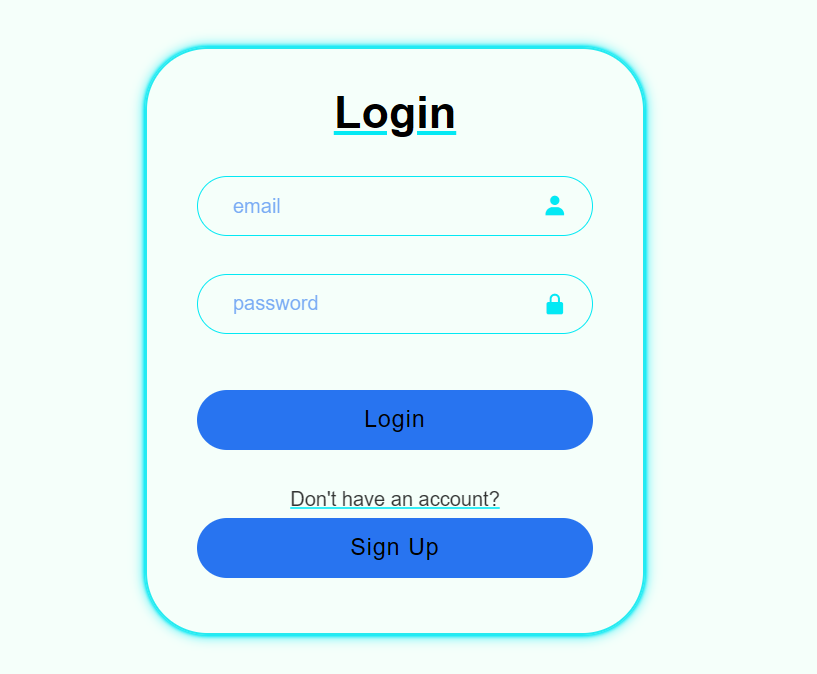 Login
email
password
Login
Don't have an account?
Sign Up